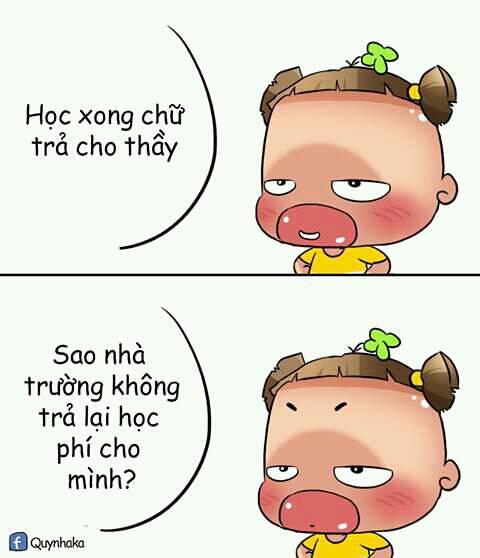 Học xong chữ
trả cho thầy
Sao nhà
trường không
trả lại học
phí cho
mình?
f Quynhaka